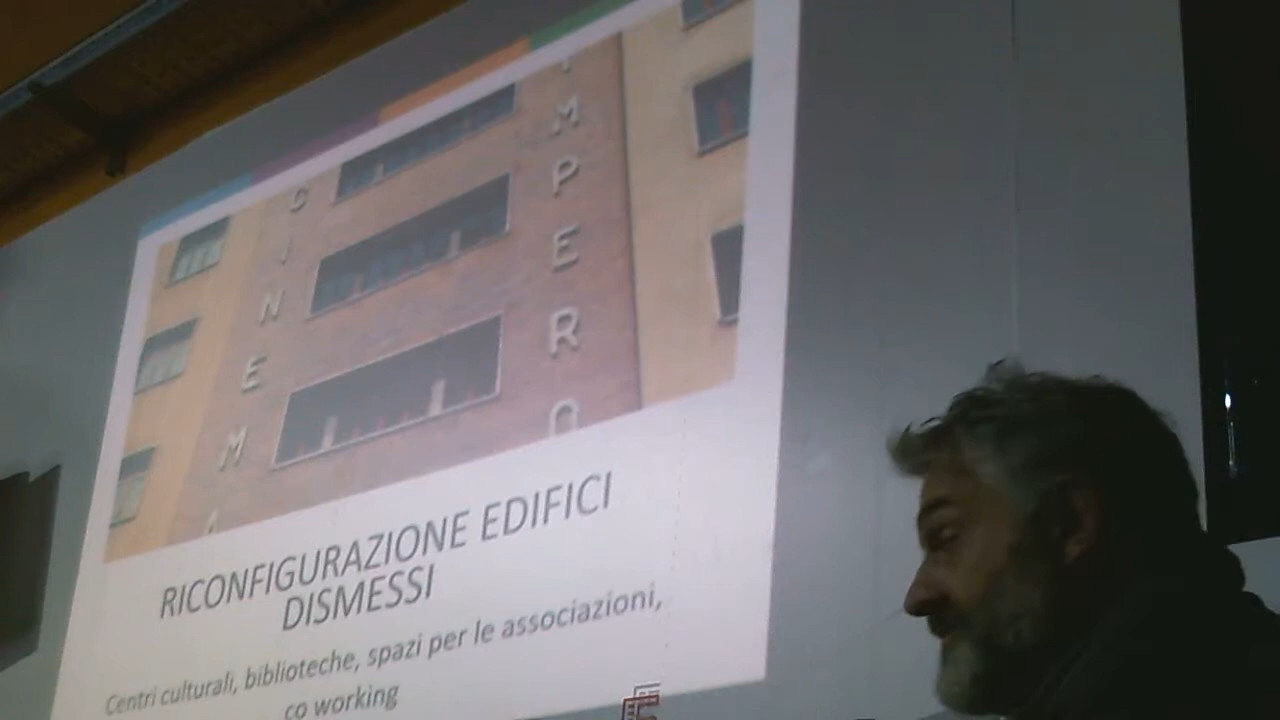 CINEMA
IMPERO
RICONFIGURAZIONE EDIFICI
DISMESSI
Centri culturali, biblioteche, spazi per le associazioni,
co working